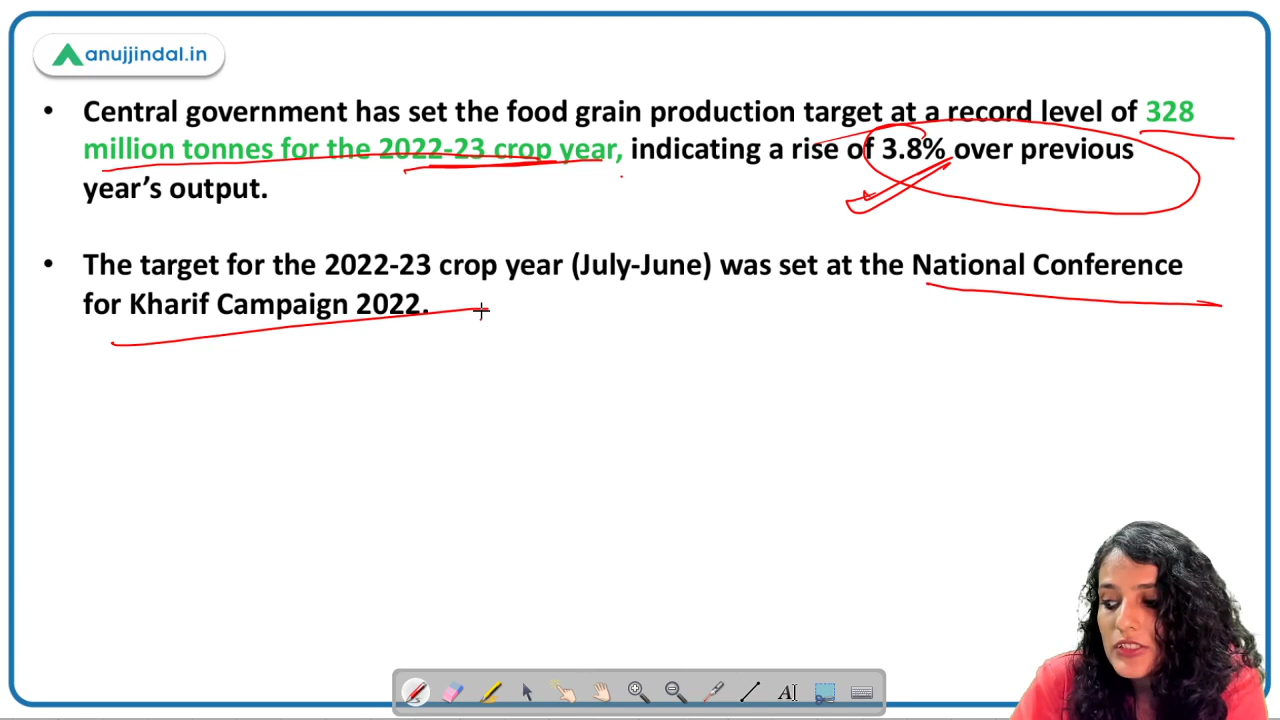 anujjindal.in
• Central government has set the food grain production target at a record level of 328
million tonnes for the 2022-23 crop year, indicating a rise of 3.8% over previous
year’s output.
• The target for the 2022-23 crop year (July-June) was set at the National Conference
for Kharif Campaign 2022.
A